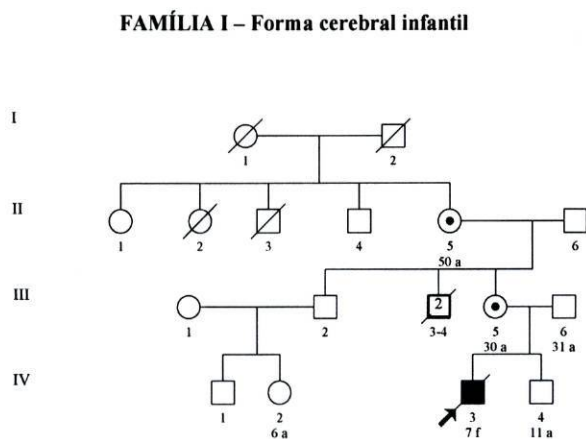 FAMÍLIA I – Forma cerebral infantil
I
1 2
II
1 2 3 4 5 6
50 a
III
2
1 2 3-4 5 6
30 a 31 a
IV
1 2 3 4
6 a 7 f 11 a